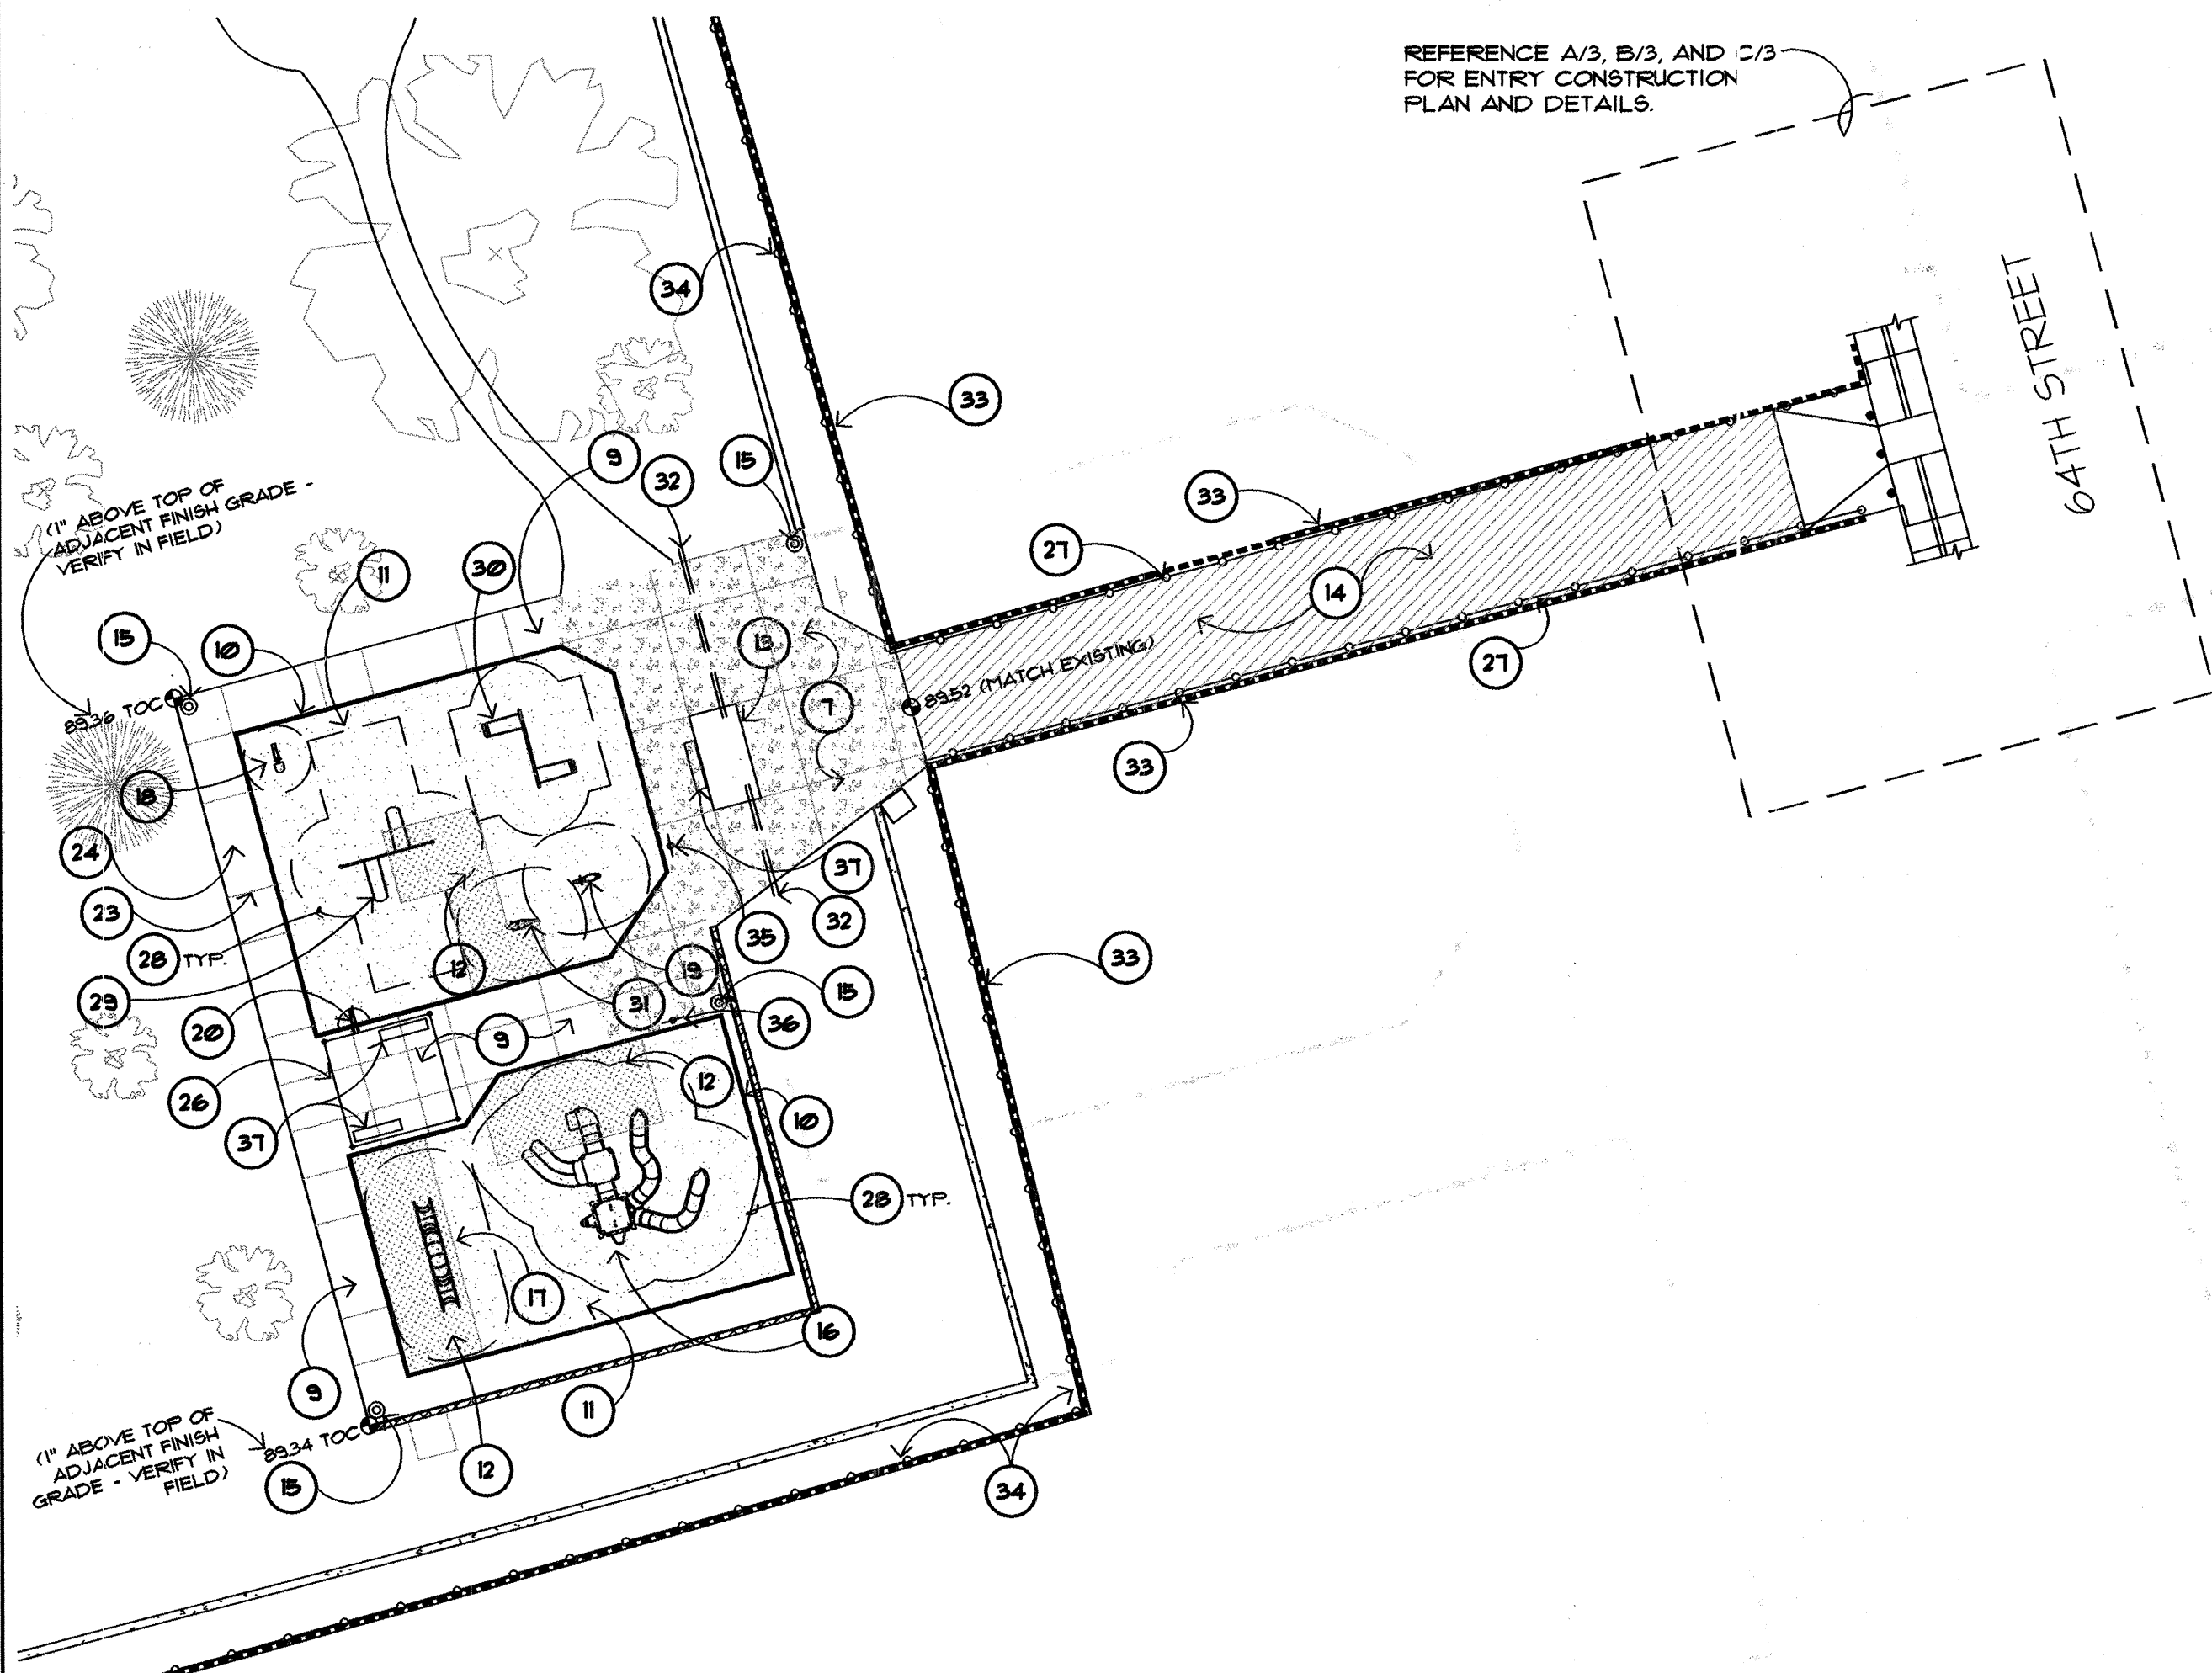 REFERENCE A/3, B/3, AND C/3
FOR ENTRY CONSTRUCTION
PLAN AND DETAILS.
64TH STREET
34
33
9
32
15
33
27
14
27
33
(1" ABOVE TOP OF
ADJACENT FINISH GRADE -
VERIFY IN FIELD)
11
30
15
10
13
7
89.52 (MATCH EXISTING)
89.36 TOC
18
24
23
28 TYP.
29
20
26
37
12
9
31
19
35
37
32
15
36
33
12
10
28 TYP.
17
16
9
11
12
(1" ABOVE TOP OF
ADJACENT FINISH
GRADE - VERIFY IN
FIELD)
89.34 TOC
15
34